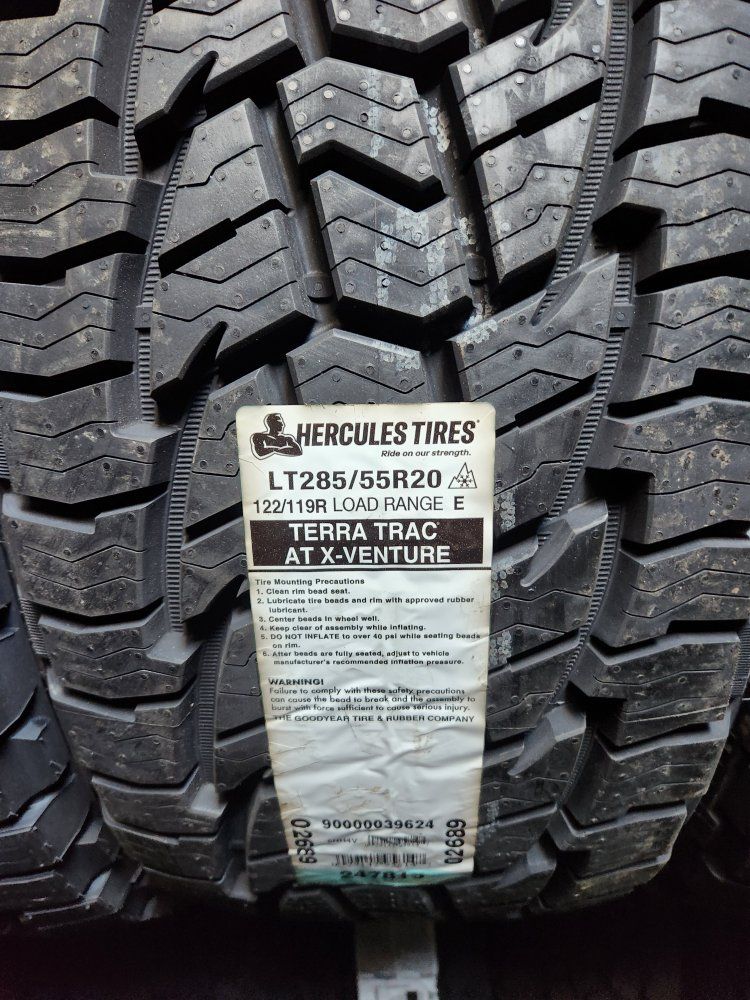 HERCULES TIRES
Ride on our strength.
LT285/55R20
122/119R LOAD RANGE E
TERRA TRAC
AT X-VENTURE
Tire Mounting Precautions
1. Clean rim bead seat.
2. Lubricate tire beads and rim with approved rubber
lubricant.
3. Center beads in wheel well.
4. Keep clear of assembly while inflating.
5. DO NOT INFLATE to over 40 psi while seating beads
on rim.
6. After beads are fully seated, adjust to vehicle
manufacturer's recommended inflation pressure.
WARNING!
Failure to comply with these safety precautions
can cause the bead to break and the assembly to
burst with force sufficient to cause serious injury.
THE GOODYEAR TIRE & RUBBER COMPANY
90000039624
02689
02689